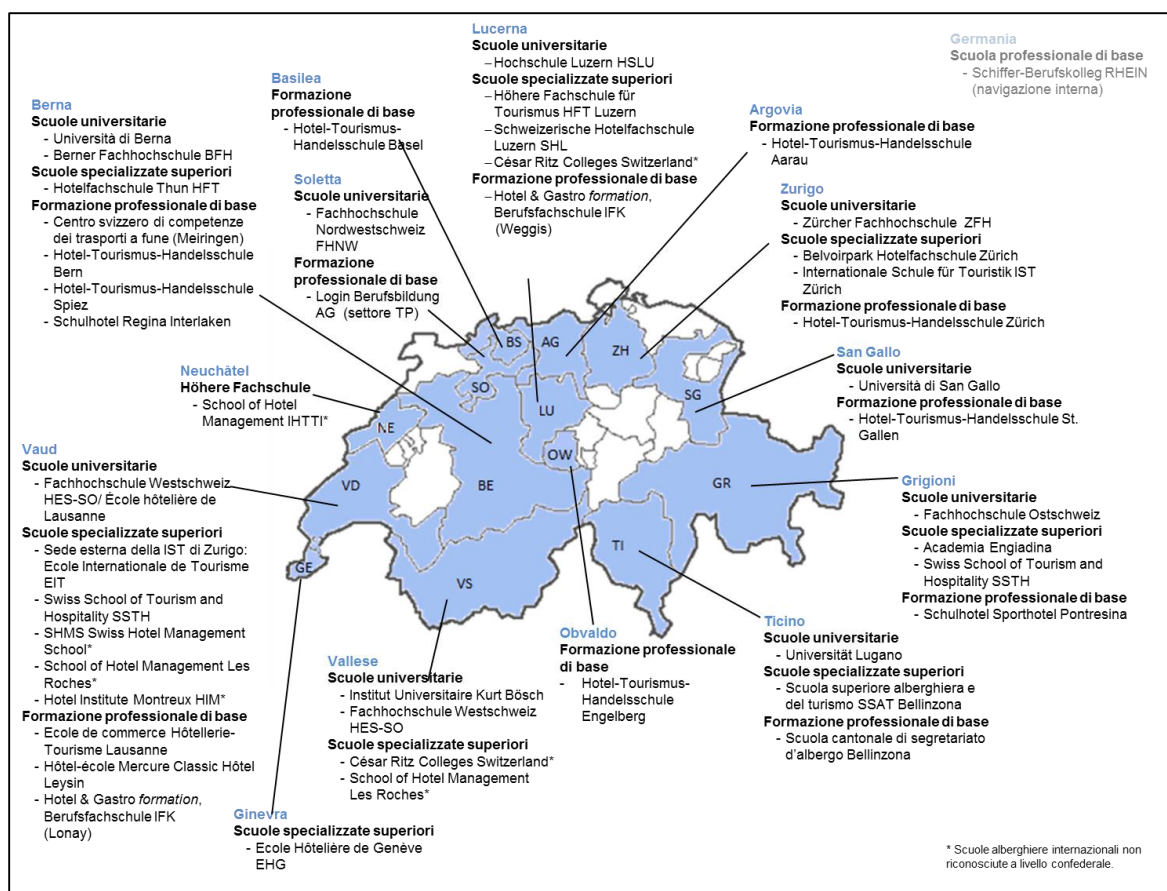 Lucerna
Scuole universitarie
– Hochschule Luzern HSLU
Scuole specializzate superiori
– Höhere Fachschule für
Tourismus HFT Luzern
– Schweizerische Hotelfachschule
Luzern SHL
– César Ritz Colleges Switzerland*
Formazione professionale di base
- Hotel & Gastro formation,
Berufsfachschule IFK
(Weggis)
Germania
Scuola professionale di base
- Schiffer-Berufskolleg RHEIN
(navigazione interna)
Basilea
Formazione
professionale di base
- Hotel-Tourismus-
Handelsschule Basel
Berna
Scuole universitarie
- Università di Berna
- Berner Fachhochschule BFH
Scuole specializzate superiori
- Hotelfachschule Thun HFT
Formazione professionale di base
- Centro svizzero di competenze
dei trasporti a fune (Meiringen)
- Hotel-Tourismus-Handelsschule
Bern
- Hotel-Tourismus-Handelsschule
Spiez
- Schulhotel Regina Interlaken
Argovia
Formazione professionale di base
- Hotel-Tourismus-Handelsschule
Aarau
Soletta
Scuole universitarie
- Fachhochschule
Nordwestschweiz
FHNW
Formazione
professionale di base
- Login Berufsbildung
AG (settore TP)
Zurigo
Scuole universitarie
- Zürcher Fachhochschule ZFH
Scuole specializzate superiori
- Belvoirpark Hotelfachschule Zürich
- Internationale Schule für Touristik IST
Zürich
Formazione professionale di base
- Hotel-Tourismus-Handelsschule Zürich
San Gallo
Scuole universitarie
- Università di San Gallo
Formazione professionale di base
- Hotel-Tourismus-Handelsschule St.
Gallen
Neuchâtel
Höhere Fachschule
- School of Hotel
Management IHTTI*
BS
AG
ZH
SO
LU
SG
NE
OW
VD
BE
GR
GE
TI
VS
Vaud
Scuole universitarie
- Fachhochschule Westschweiz
HES-SO/ École hôtelière de
Lausanne
Scuole specializzate superiori
- Sede esterna della IST di Zurigo:
Ecole Internationale de Tourisme
EIT
- Swiss School of Tourism and
Hospitality SSTH
- SHMS Swiss Hotel Management
School*
- School of Hotel Management Les
Roches*
- Hotel Institute Montreux HIM*
Formazione professionale di base
- Ecole de commerce Hôtellerie-
Tourisme Lausanne
- Hôtel-école Mercure Classic Hôtel
Leysin
- Hotel & Gastro formation,
Berufsfachschule IFK
(Lonay)
Grigioni
Scuole universitarie
- Fachhochschule Ostschweiz
Scuole specializzate superiori
- Academia Engiadina
- Swiss School of Tourism and
Hospitality SSTH
Formazione professionale di base
- Schulhotel Sporthotel Pontresina
Ticino
Scuole universitarie
- Universität Lugano
Scuole specializzate superiori
- Scuola superiore alberghiera e
del turismo SSAT Bellinzona
Formazione professionale di base
- Scuola cantonale di segretariato
d'albergo Bellinzona
Obvaldo
Formazione professionale
di base
- Hotel-Tourismus-
Handelsschule
Engelberg
Vallese
Scuole universitarie
- Institut Universitaire Kurt Bösch
- Fachhochschule Westschweiz
HES-SO
Scuole specializzate superiori
- César Ritz Colleges Switzerland*
- School of Hotel Management
Les Roches*
Ginevra
Scuole specializzate superiori
- Ecole Hôtelière de Genève
EHG
* Scuole alberghiere internazionali non
riconosciute a livello confederale.